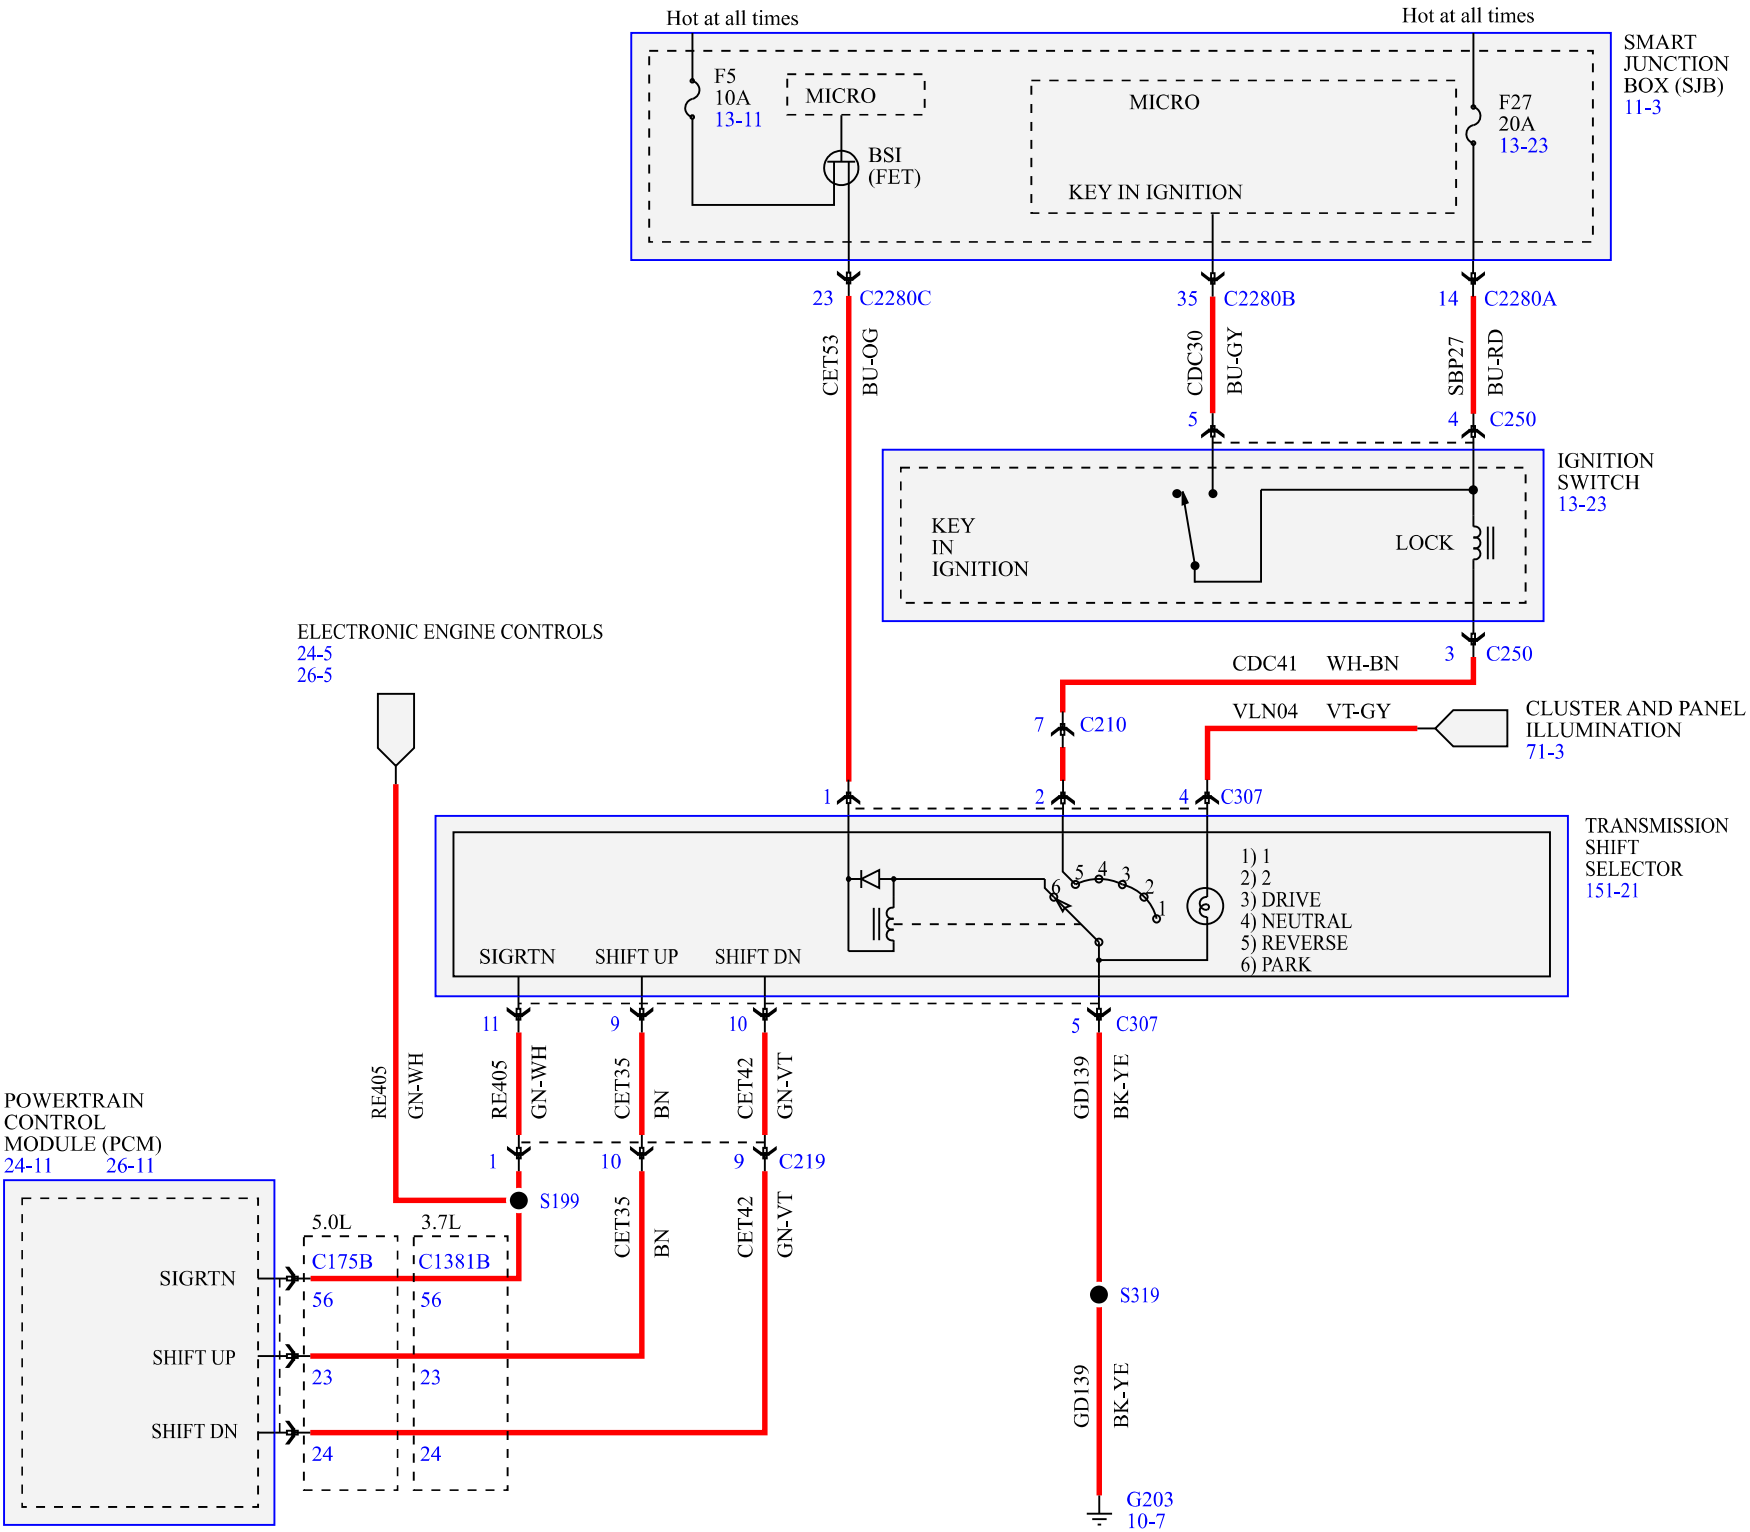 Hot at all times
Hot at all times
SMART
JUNCTION
BOX (SJB)
11-3
F5
10A
13-11
MICRO
BSI
(FET)
MICRO
KEY IN IGNITION
F27
20A
13-23
23 C2280C
35 C2280B
14 C2280A
CET53
BU-OG
CDC30
BU-GY
SBP27
BU-RD
5
4 C250
IGNITION
SWITCH
13-23
KEY
IN
IGNITION
LOCK
3 C250
ELECTRONIC ENGINE CONTROLS
24-5
26-5
CDC41 WH-BN
7 C210
VLN04 VT-GY
CLUSTER AND PANEL
ILLUMINATION
71-3
1
2
4 C307
TRANSMISSION
SHIFT
SELECTOR
151-21
6
5
4
3
2
1
1) 1
2) 2
3) DRIVE
4) NEUTRAL
5) REVERSE
6) PARK
SIGRTN
SHIFT UP
SHIFT DN
11
9
10
5 C307
RE405
GN-WH
RE405
GN-WH
CET35
BN
CET42
GN-VT
GD139
BK-YE
POWERTRAIN
CONTROL
MODULE (PCM)
24-11 26-11
1
10
9 C219
S199
CET35
BN
CET42
GN-VT
5.0L
3.7L
C175B
C1381B
SIGRTN
56
56
S319
SHIFT UP
23
23
SHIFT DN
24
24
GD139
BK-YE
G203
10-7